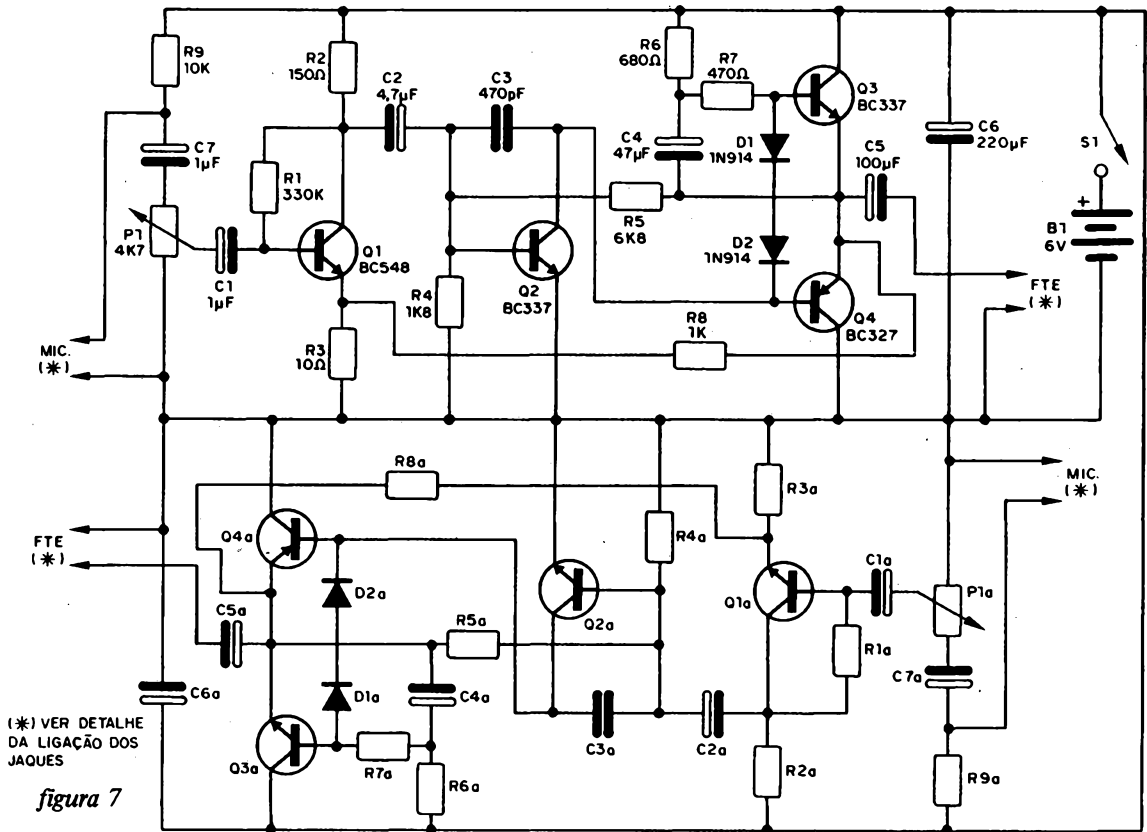 R9
10K
R2
150Ω
C2
4,7µF
C3
470pF
R6
680Ω
R7
470Ω
Q3
BC337
C7
1µF
R1
330K
C4
47µF
D1
1N914
C5
100µF
C6
220µF
S1
P1
4K7
C1
1µF
Q1
BC548
R5
6K8
+
B1
6V
R4
1K8
Q2
BC337
D2
1N914
Q4
BC327
FTE
(*)
MIC.
(*)
R3
10Ω
R8
1K
R8a
R3a
MIC.
(*)
FTE
(*)
Q4a
R4a
C1a
P1a
D2a
Q2a
Q1a
C5a
R5a
R1a
C6a
D1a
C4a
C7a
(*) VER DETALHE
DA LIGAÇÃO DOS
JAQUES
Q3a
R7a
C3a
C2a
R6a
R2a
R9a
figura 7